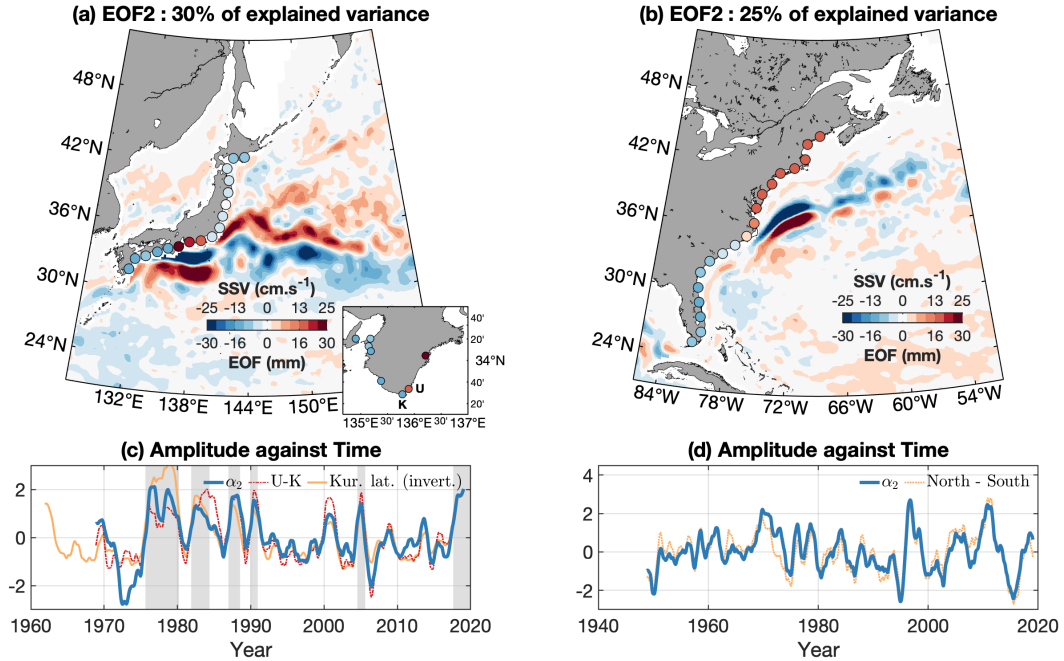 (a) EOF2 : 30% of explained variance
48°N
42°N
36°N
30°N
24°N
132°E
138°E
144°E
150°E
SSV (cm.s⁻¹)
-25 -13 0 13 25
-30 -16 0 16 30
EOF (mm)
40'
20'
34°N
40'
20'
U
K
135°E 30' 136°E 30' 137°E
(b) EOF2 : 25% of explained variance
48°N
42°N
36°N
30°N
24°N
84°W
78°W
72°W
66°W
60°W
54°W
SSV (cm.s⁻¹)
-25 -13 0 13 25
-30 -16 0 16 30
EOF (mm)
(c) Amplitude against Time
α₂ U-K Kur. lat. (invert.)
2
0
-2
1960 1970 1980 1990 2000 2010 2020
Year
(d) Amplitude against Time
α₂ North - South
4
2
0
-2
1940 1960 1980 2000 2020
Year